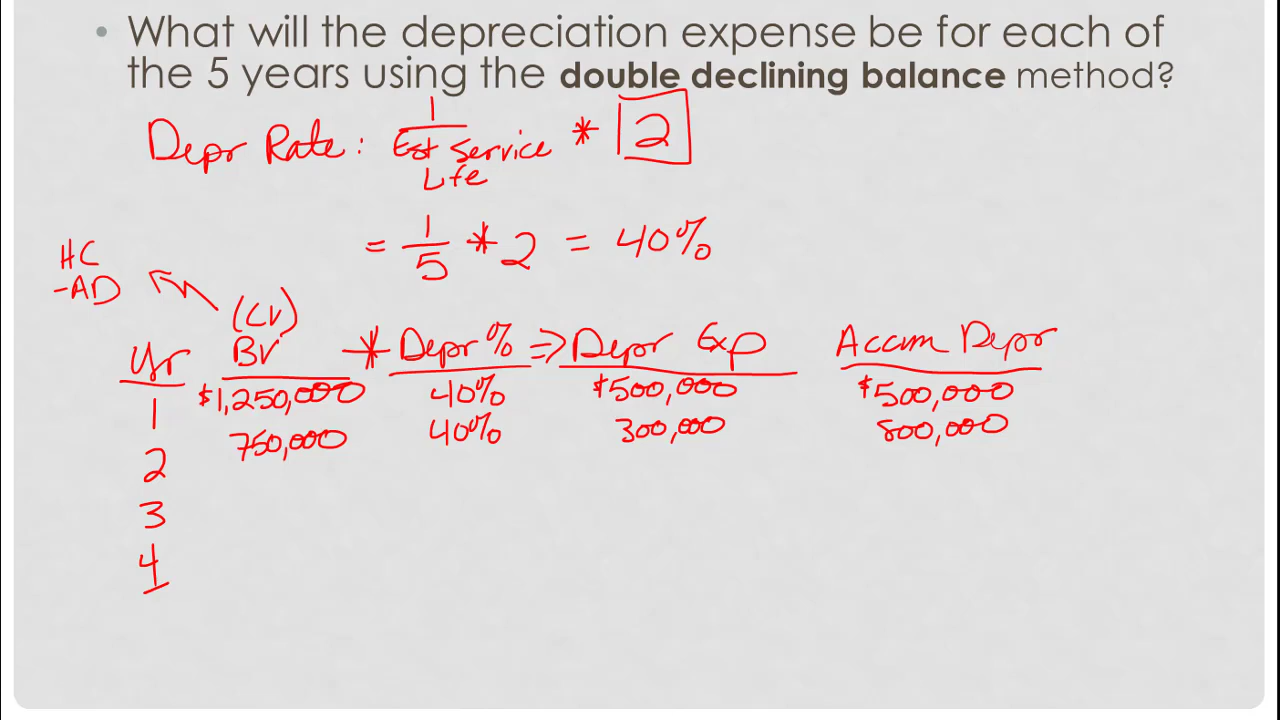 • What will the depreciation expense be for each of
the 5 years using the double declining balance method?
Depr Rate: 1 / Est Service Life * 2
= 1/5 * 2 = 40%
HC
-AD
(CV)
Yr BV * Depr % => Depr Exp Accum Depr
1 $1,250,000 40% $500,000 $500,000
2 750,000 40% 300,000 800,000
3
4